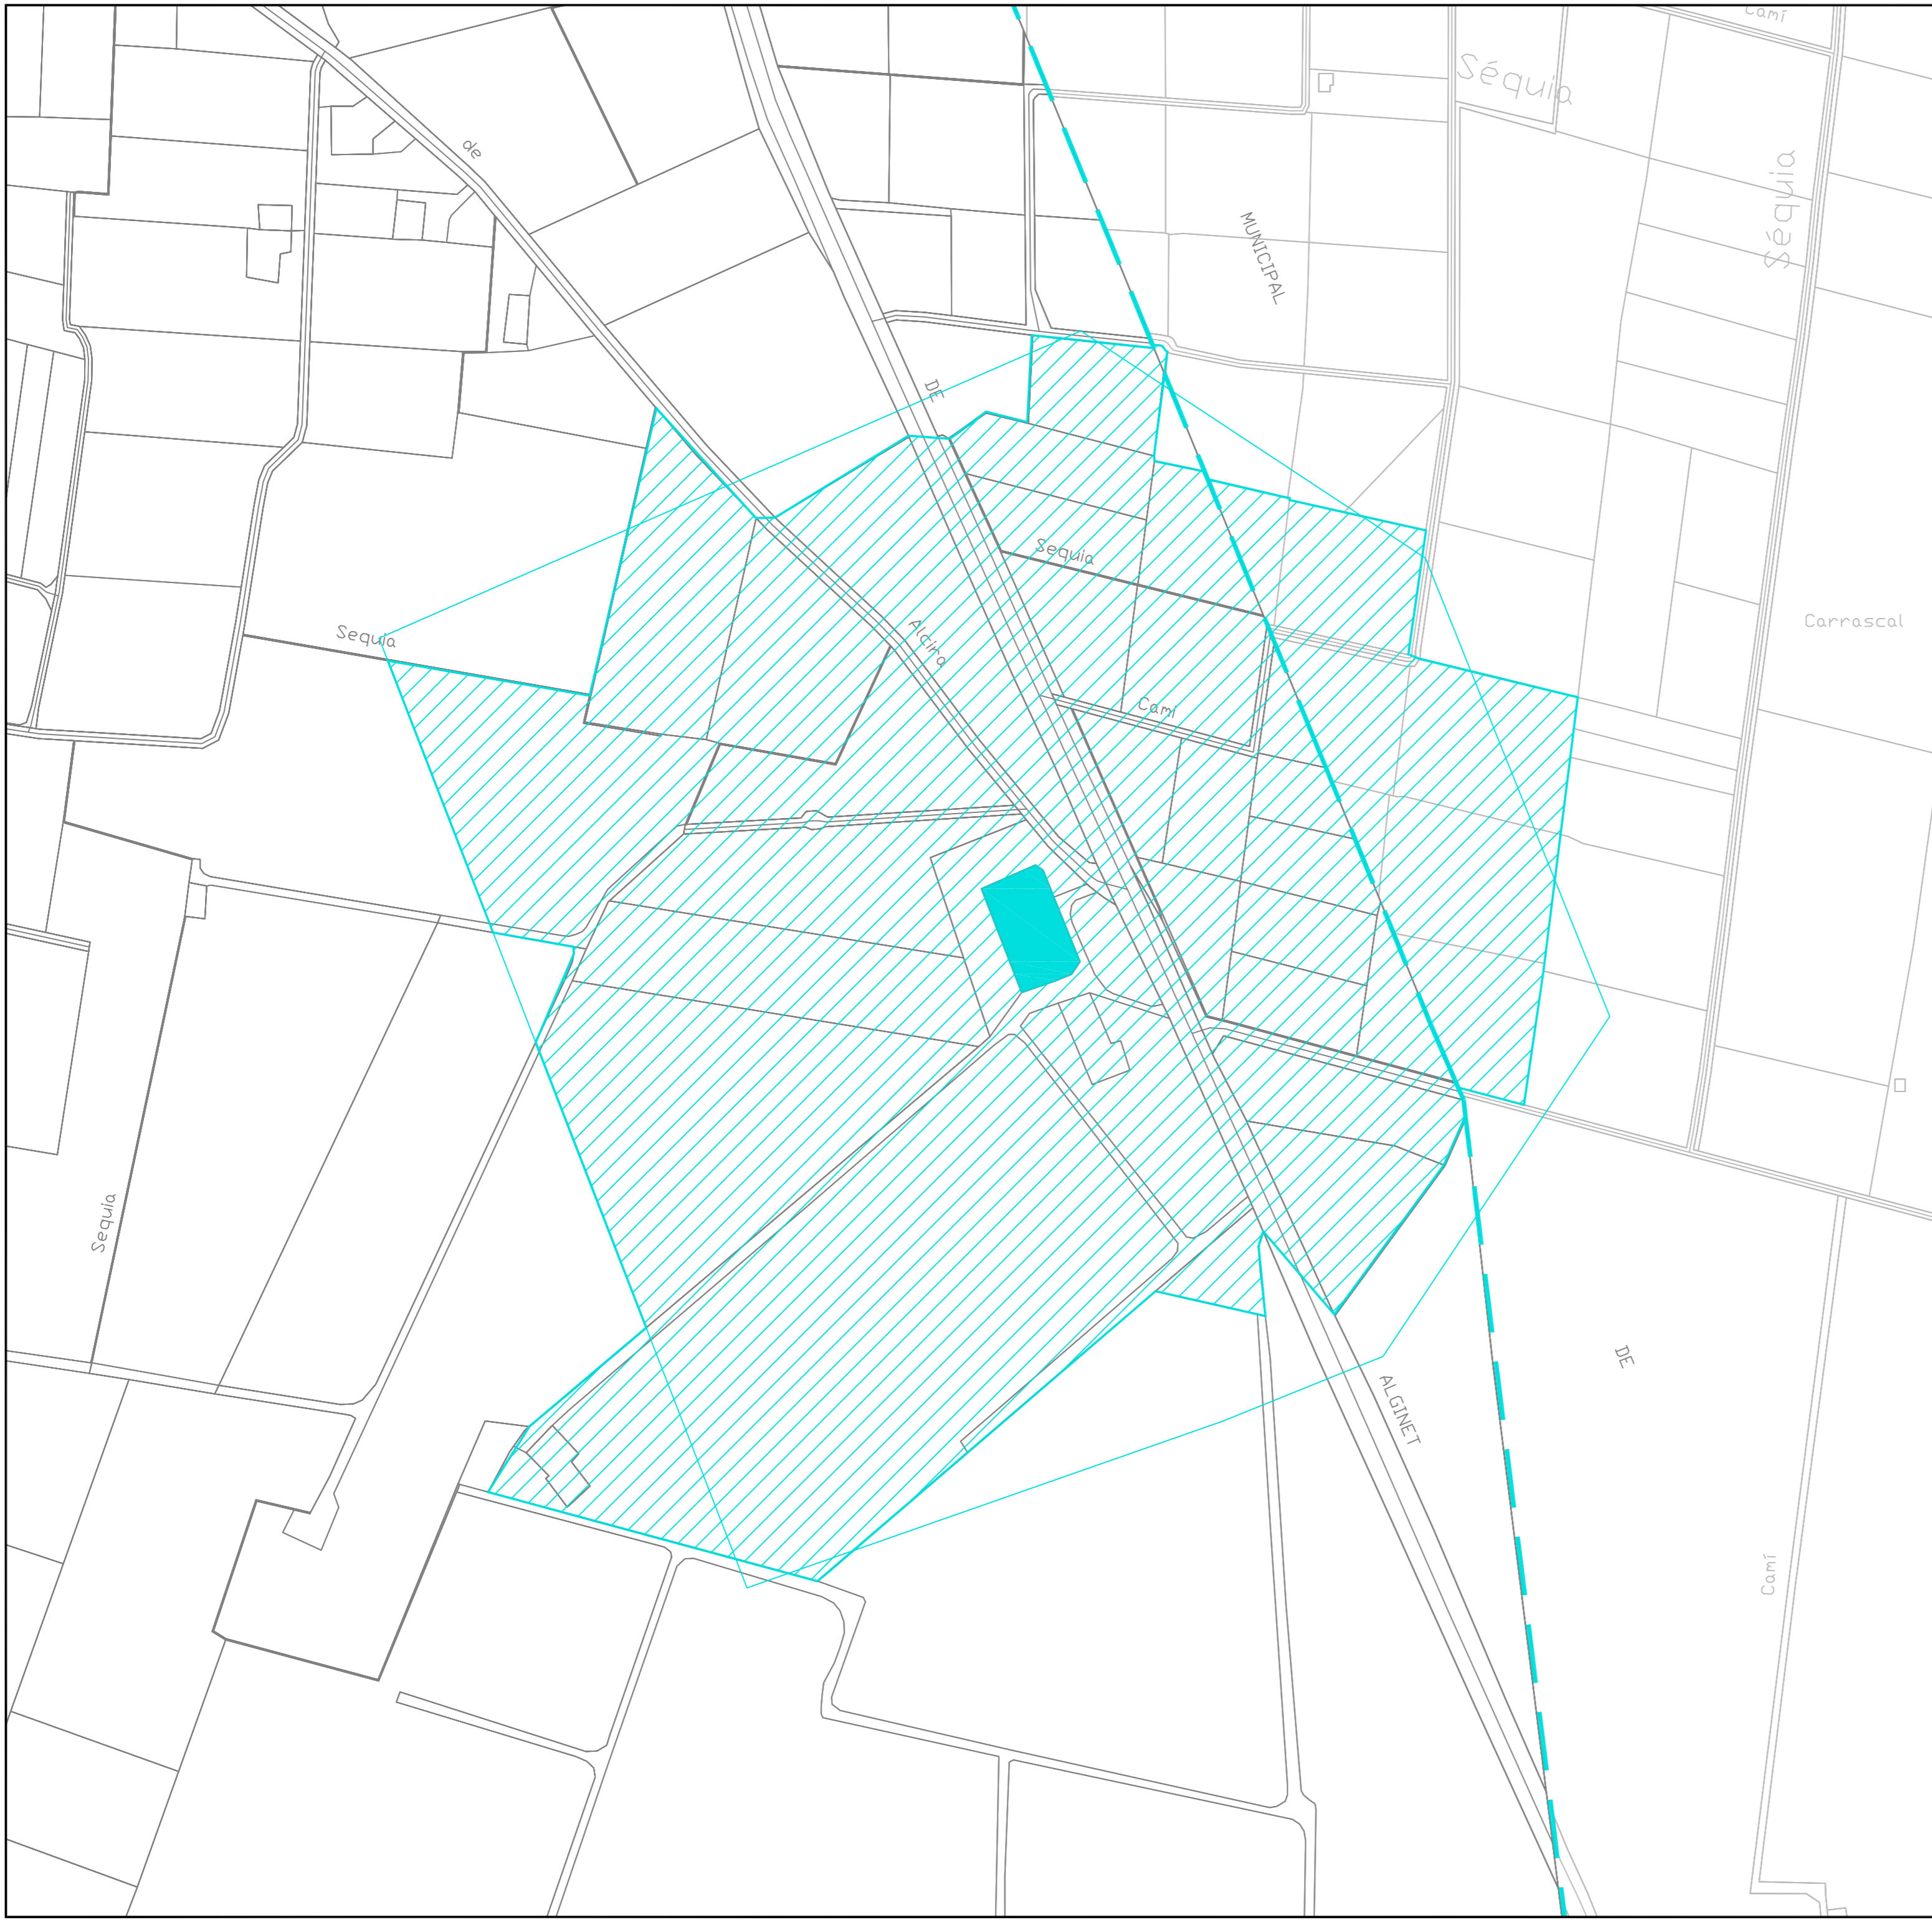 Camí
Séquia
de
Séquia
MUNICIPAL
DE
Sequia
Carrascal
Sequia
Alcira
Camí
Sequia
DE
ALGINET
Camí